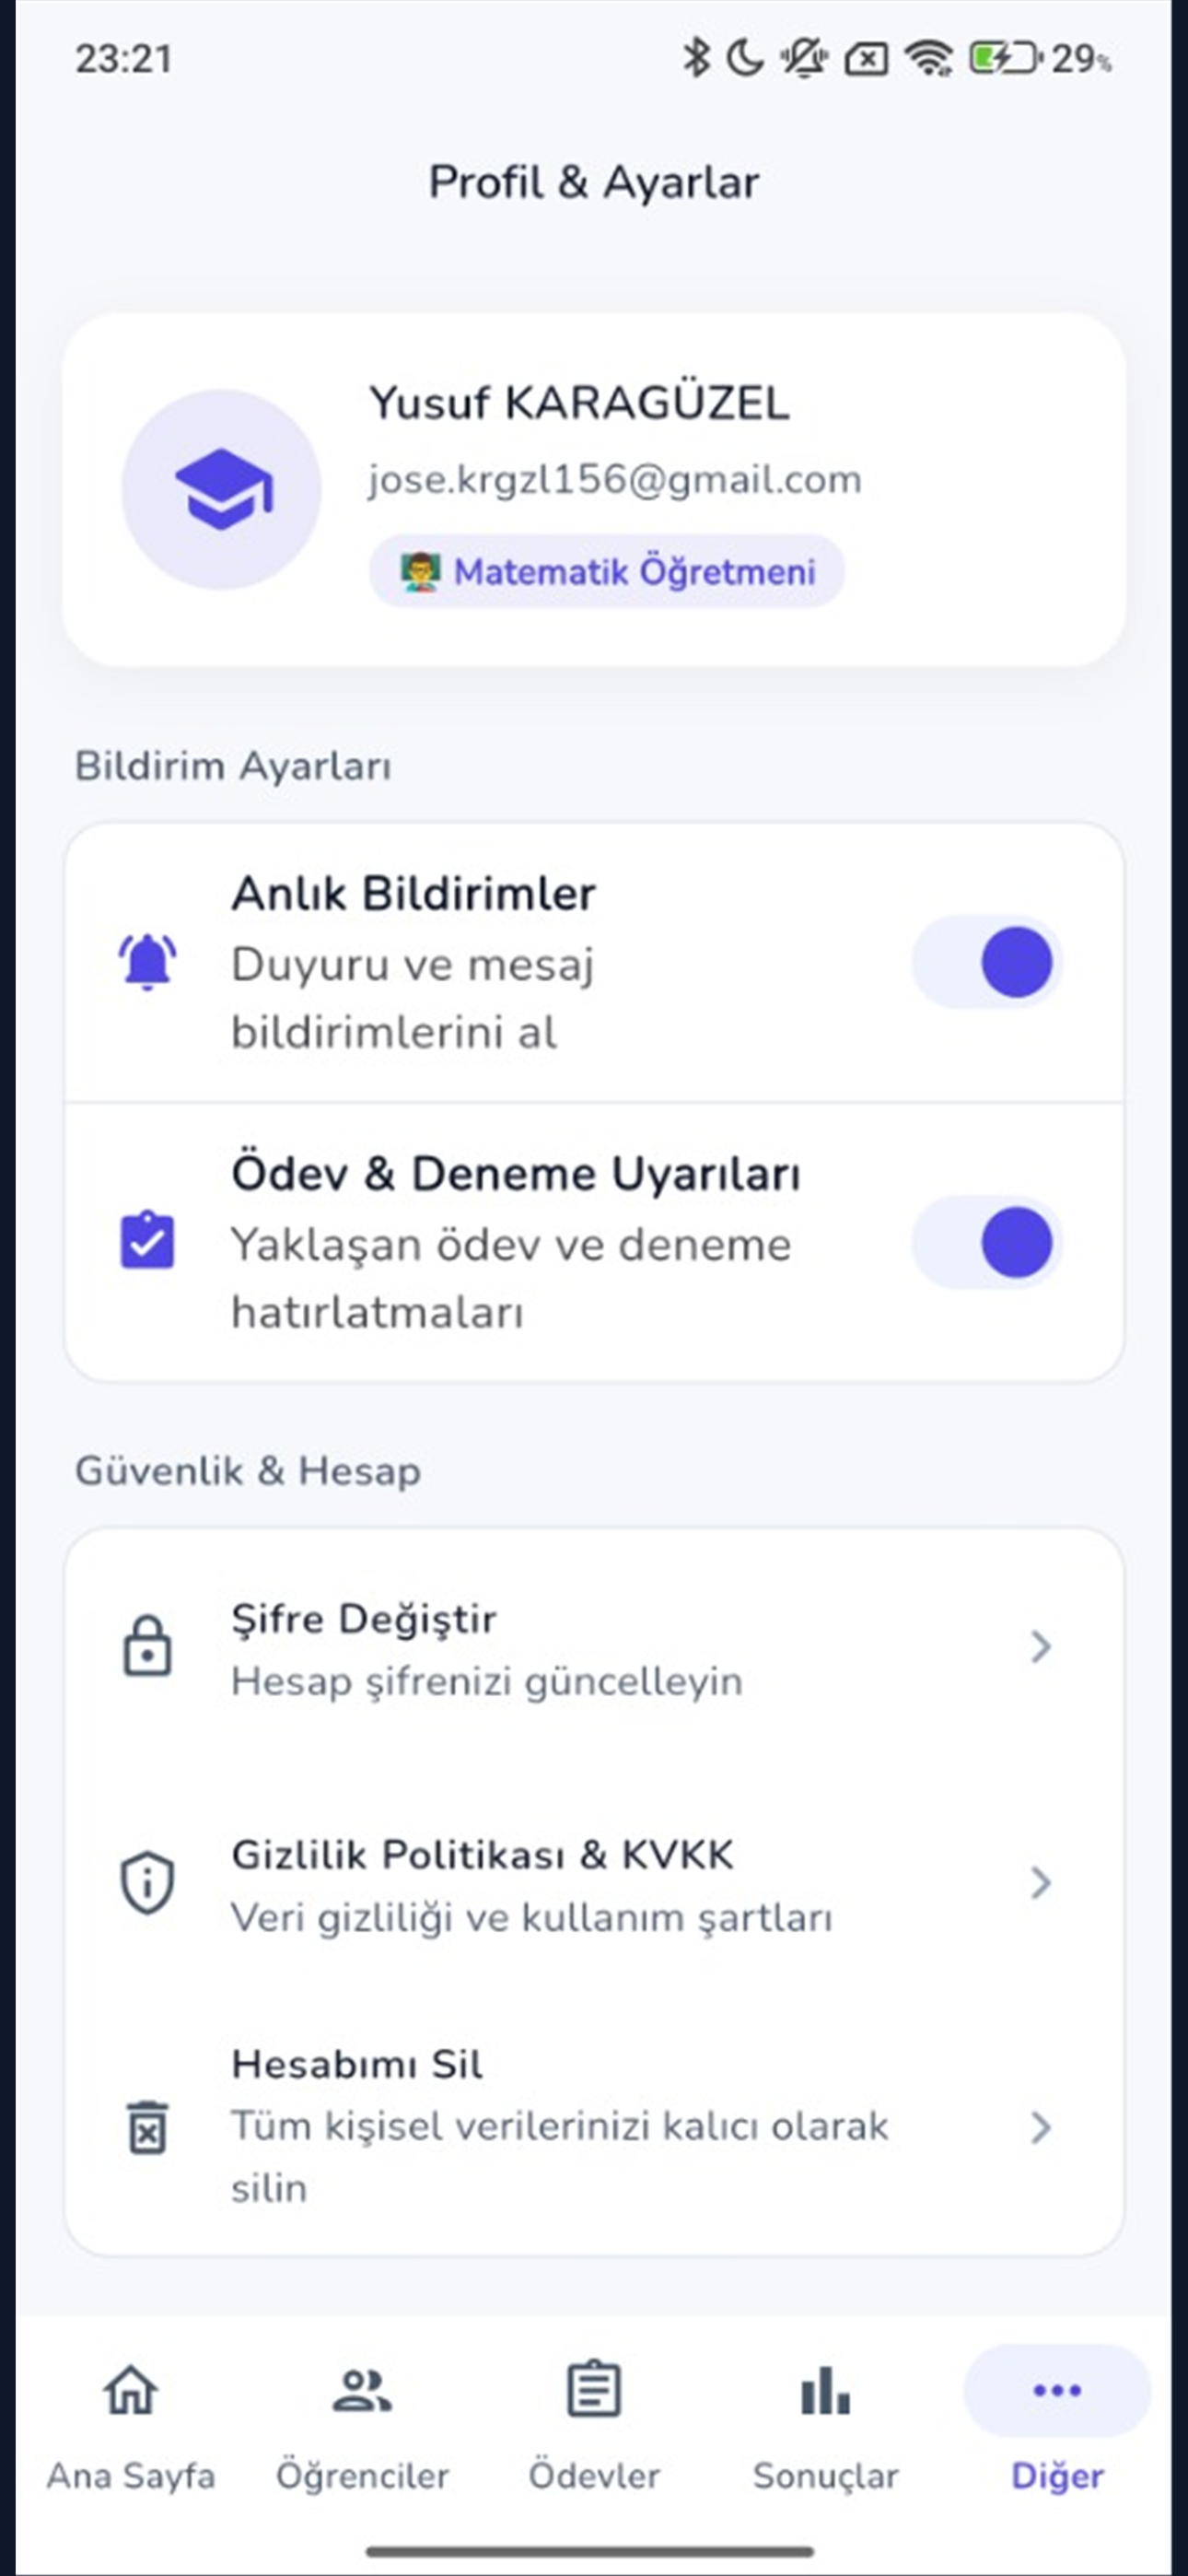 23:21
29%
Profil & Ayarlar
Yusuf KARAGÜZEL
jose.krgzl156@gmail.com
Matematik Öğretmeni
Bildirim Ayarları
Anlık Bildirimler
Duyuru ve mesaj
bildirimlerini al
Ödev & Deneme Uyarıları
Yaklaşan ödev ve deneme
hatırlatmaları
Güvenlik & Hesap
Şifre Değiştir
Hesap şifrenizi güncelleyin
Gizlilik Politikası & KVKK
Veri gizliliği ve kullanım şartları
Hesabımı Sil
Tüm kişisel verilerinizi kalıcı olarak
silin
Ana Sayfa
Öğrenciler
Ödevler
Sonuçlar
Diğer